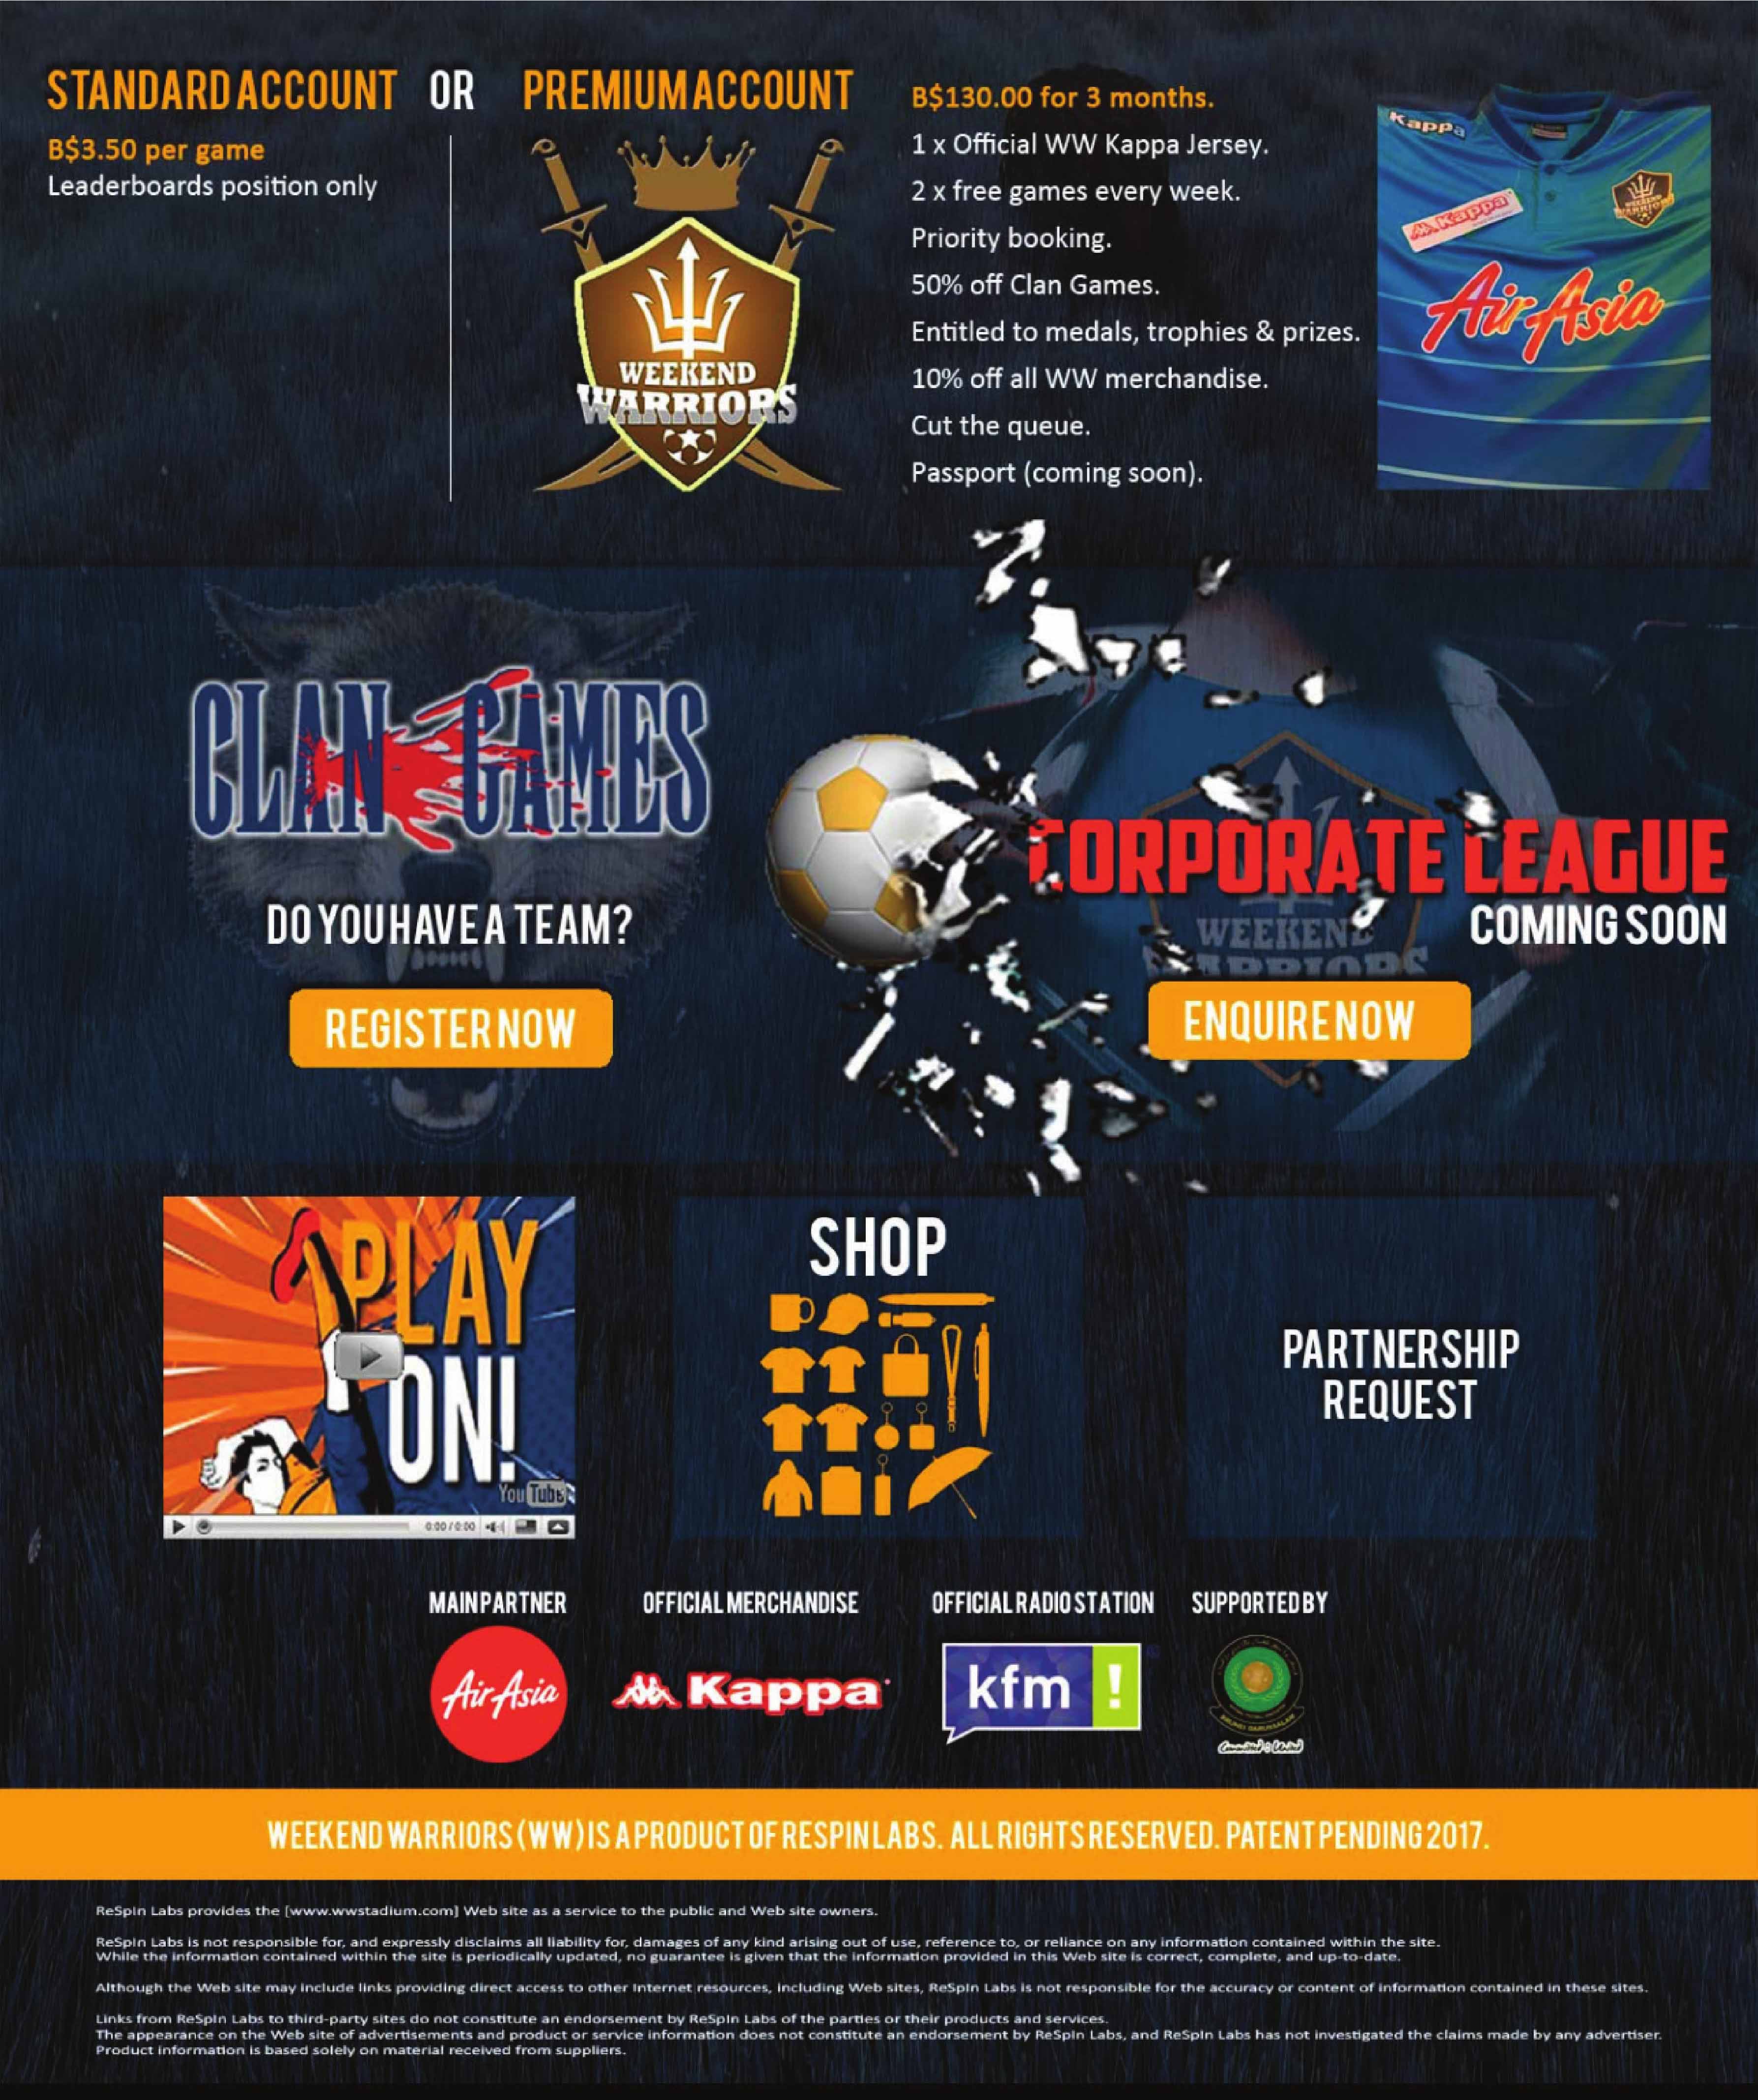 STANDARD ACCOUNT OR PREMIUM ACCOUNT
B$3.50 per game
Leaderboards position only
WEEKEND
WARRIORS
B$130.00 for 3 months.
1 x Official WW Kappa Jersey.
2 x free games every week.
Priority booking.
50% off Clan Games.
Entitled to medals, trophies & prizes.
10% off all WW merchandise.
Cut the queue.
Passport (coming soon).
Kappa
Kappa
WEEKEND
WARRIORS
AirAsia
CLAN GAMES
DO YOU HAVE A TEAM?
REGISTER NOW
CORPORATE LEAGUE
COMING SOON
WEEKEND
WARRIORS
ENQUIRE NOW
PLAY
ON!
YouTube
0:00 / 0:00
SHOP
PARTNERSHIP
REQUEST
MAIN PARTNER
OFFICIAL MERCHANDISE
OFFICIAL RADIO STATION
SUPPORTED BY
AirAsia
Kappa
kfm !
BRUNEI DARUSSALAM
WEEKEND WARRIORS (WW) IS A PRODUCT OF RESPIN LABS. ALL RIGHTS RESERVED. PATENT PENDING 2017.
ReSpin Labs provides the [www.wwstadium.com] Web site as a service to the public and Web site owners.
ReSpin Labs is not responsible for, and expressly disclaims all liability for, damages of any kind arising out of use, reference to, or reliance on any information contained within the site.
While the information contained within the site is periodically updated, no guarantee is given that the information provided in this Web site is correct, complete, and up-to-date.
Although the Web site may include links providing direct access to other Internet resources, including Web sites, ReSpin Labs is not responsible for the accuracy or content of information contained in these sites.
Links from ReSpin Labs to third-party sites do not constitute an endorsement by ReSpin Labs of the parties or their products and services.
The appearance on the Web site of advertisements and product or service information does not constitute an endorsement by ReSpin Labs, and ReSpin Labs has not investigated the claims made by any advertiser.
Product information is based solely on material received from suppliers.